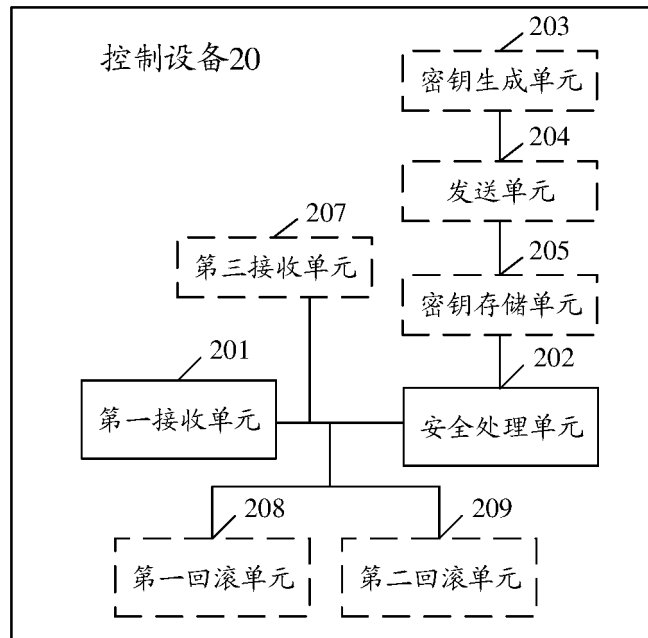 控制设备20
203
密钥生成单元
204
发送单元
207
205
第三接收单元
密钥存储单元
201
202
第一接收单元
安全处理单元
208
209
第一回滚单元
第二回滚单元